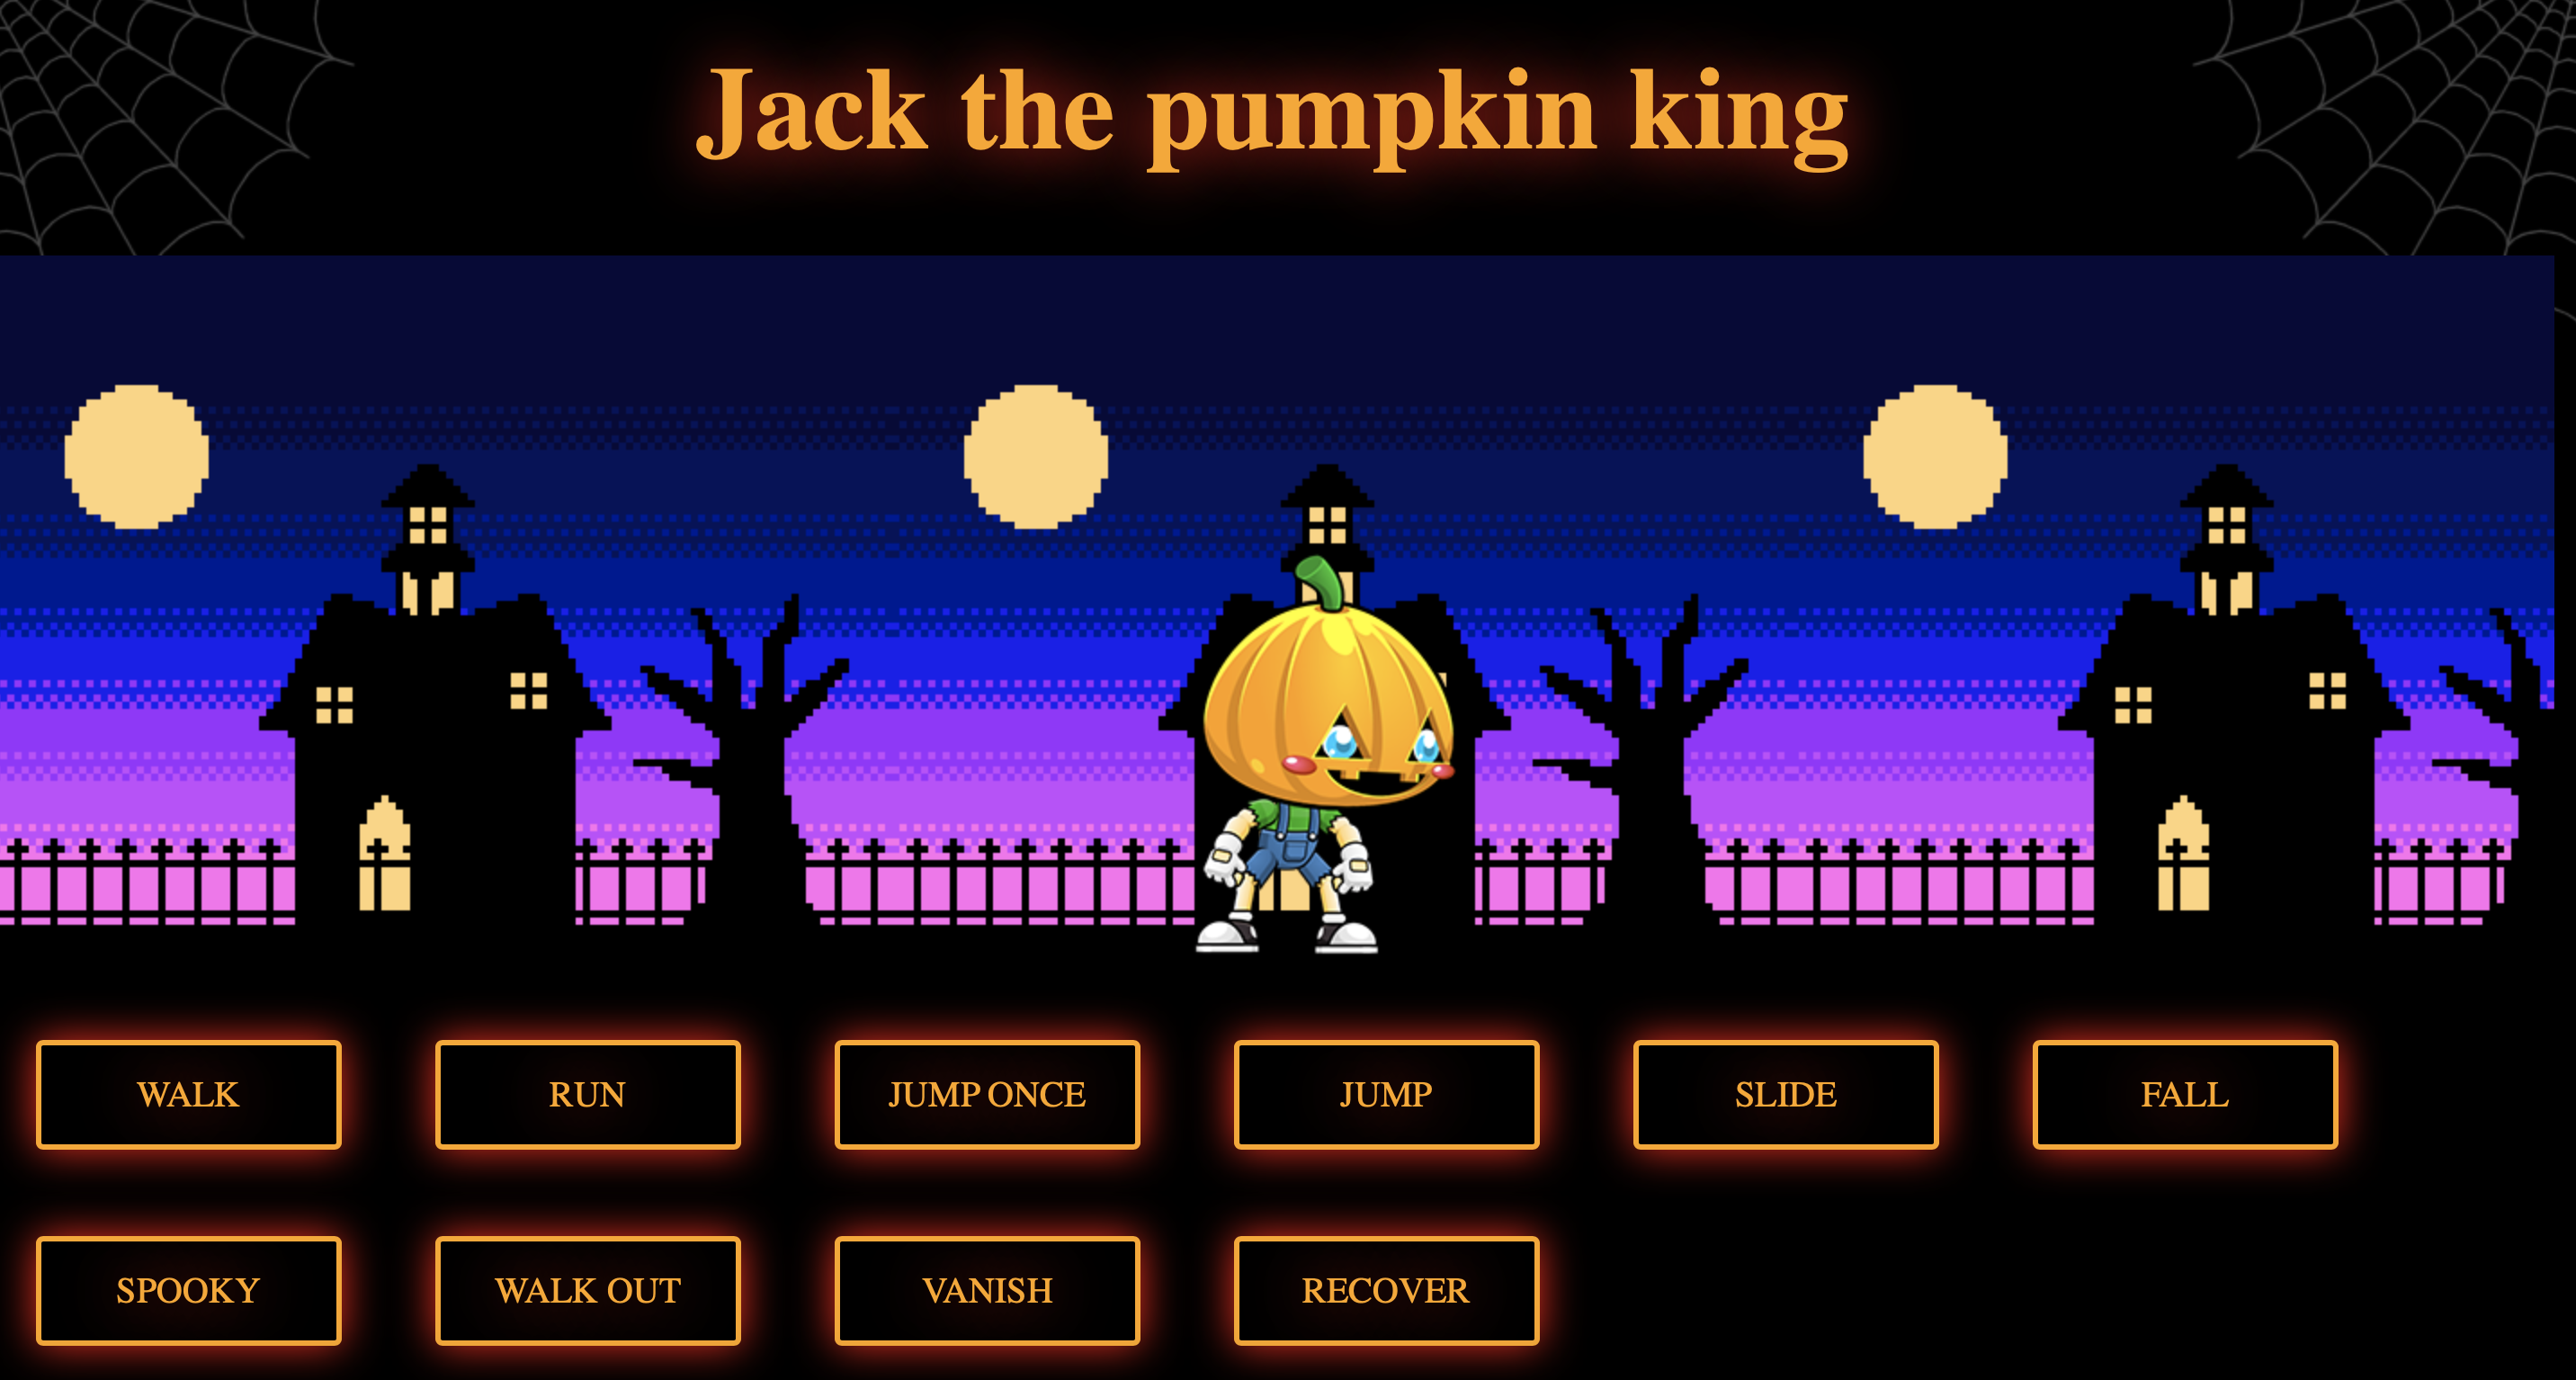 Jack the pumpkin king
WALK
RUN
JUMP ONCE
JUMP
SLIDE
FALL
SPOOKY
WALK OUT
VANISH
RECOVER